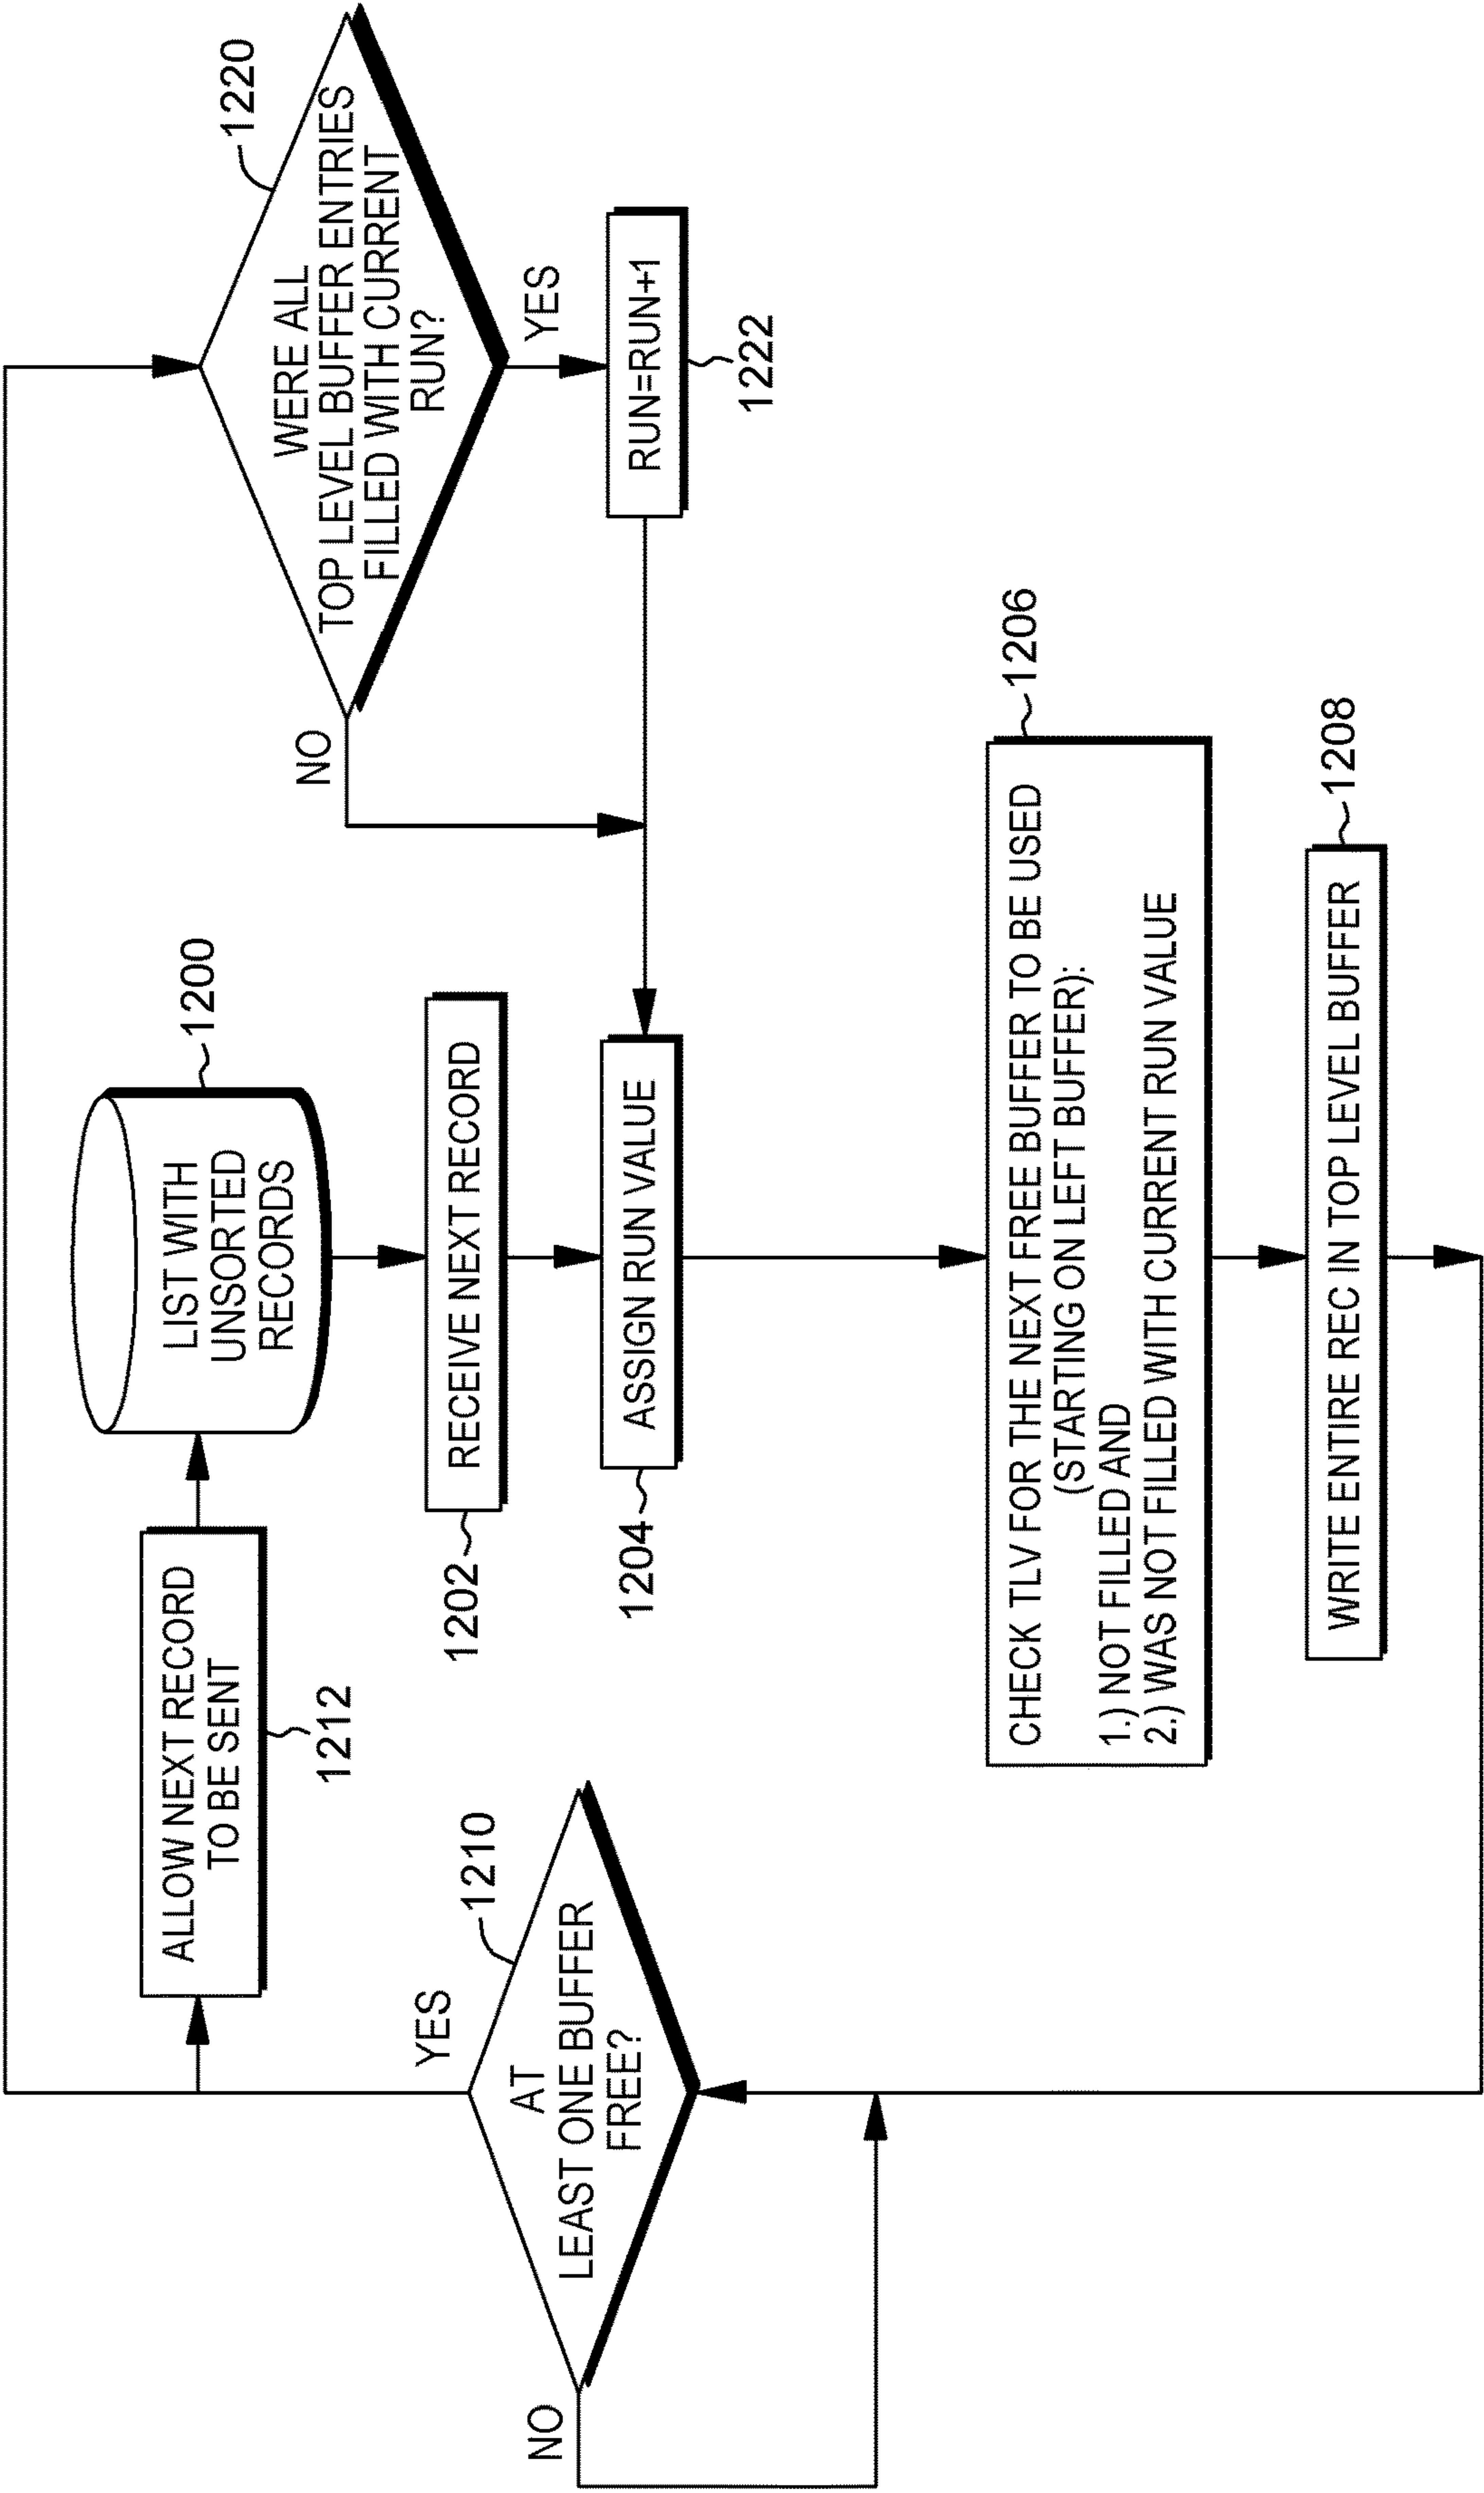 ALLOW NEXT RECORD
TO BE SENT
1212
LIST WITH
UNSORTED
RECORDS
1200
WERE ALL
TOP LEVEL BUFFER ENTRIES
FILLED WITH CURRENT
RUN?
1220
YES
NO
AT
LEAST ONE BUFFER
FREE?
1210
YES
NO
RECEIVE NEXT RECORD
1202
ASSIGN RUN VALUE
1204
RUN=RUN+1
1222
CHECK TLV FOR THE NEXT FREE BUFFER TO BE USED
(STARTING ON LEFT BUFFER):
1.) NOT FILLED AND
2.) WAS NOT FILLED WITH CURRENT RUN VALUE
1206
WRITE ENTIRE REC IN TOP LEVEL BUFFER
1208